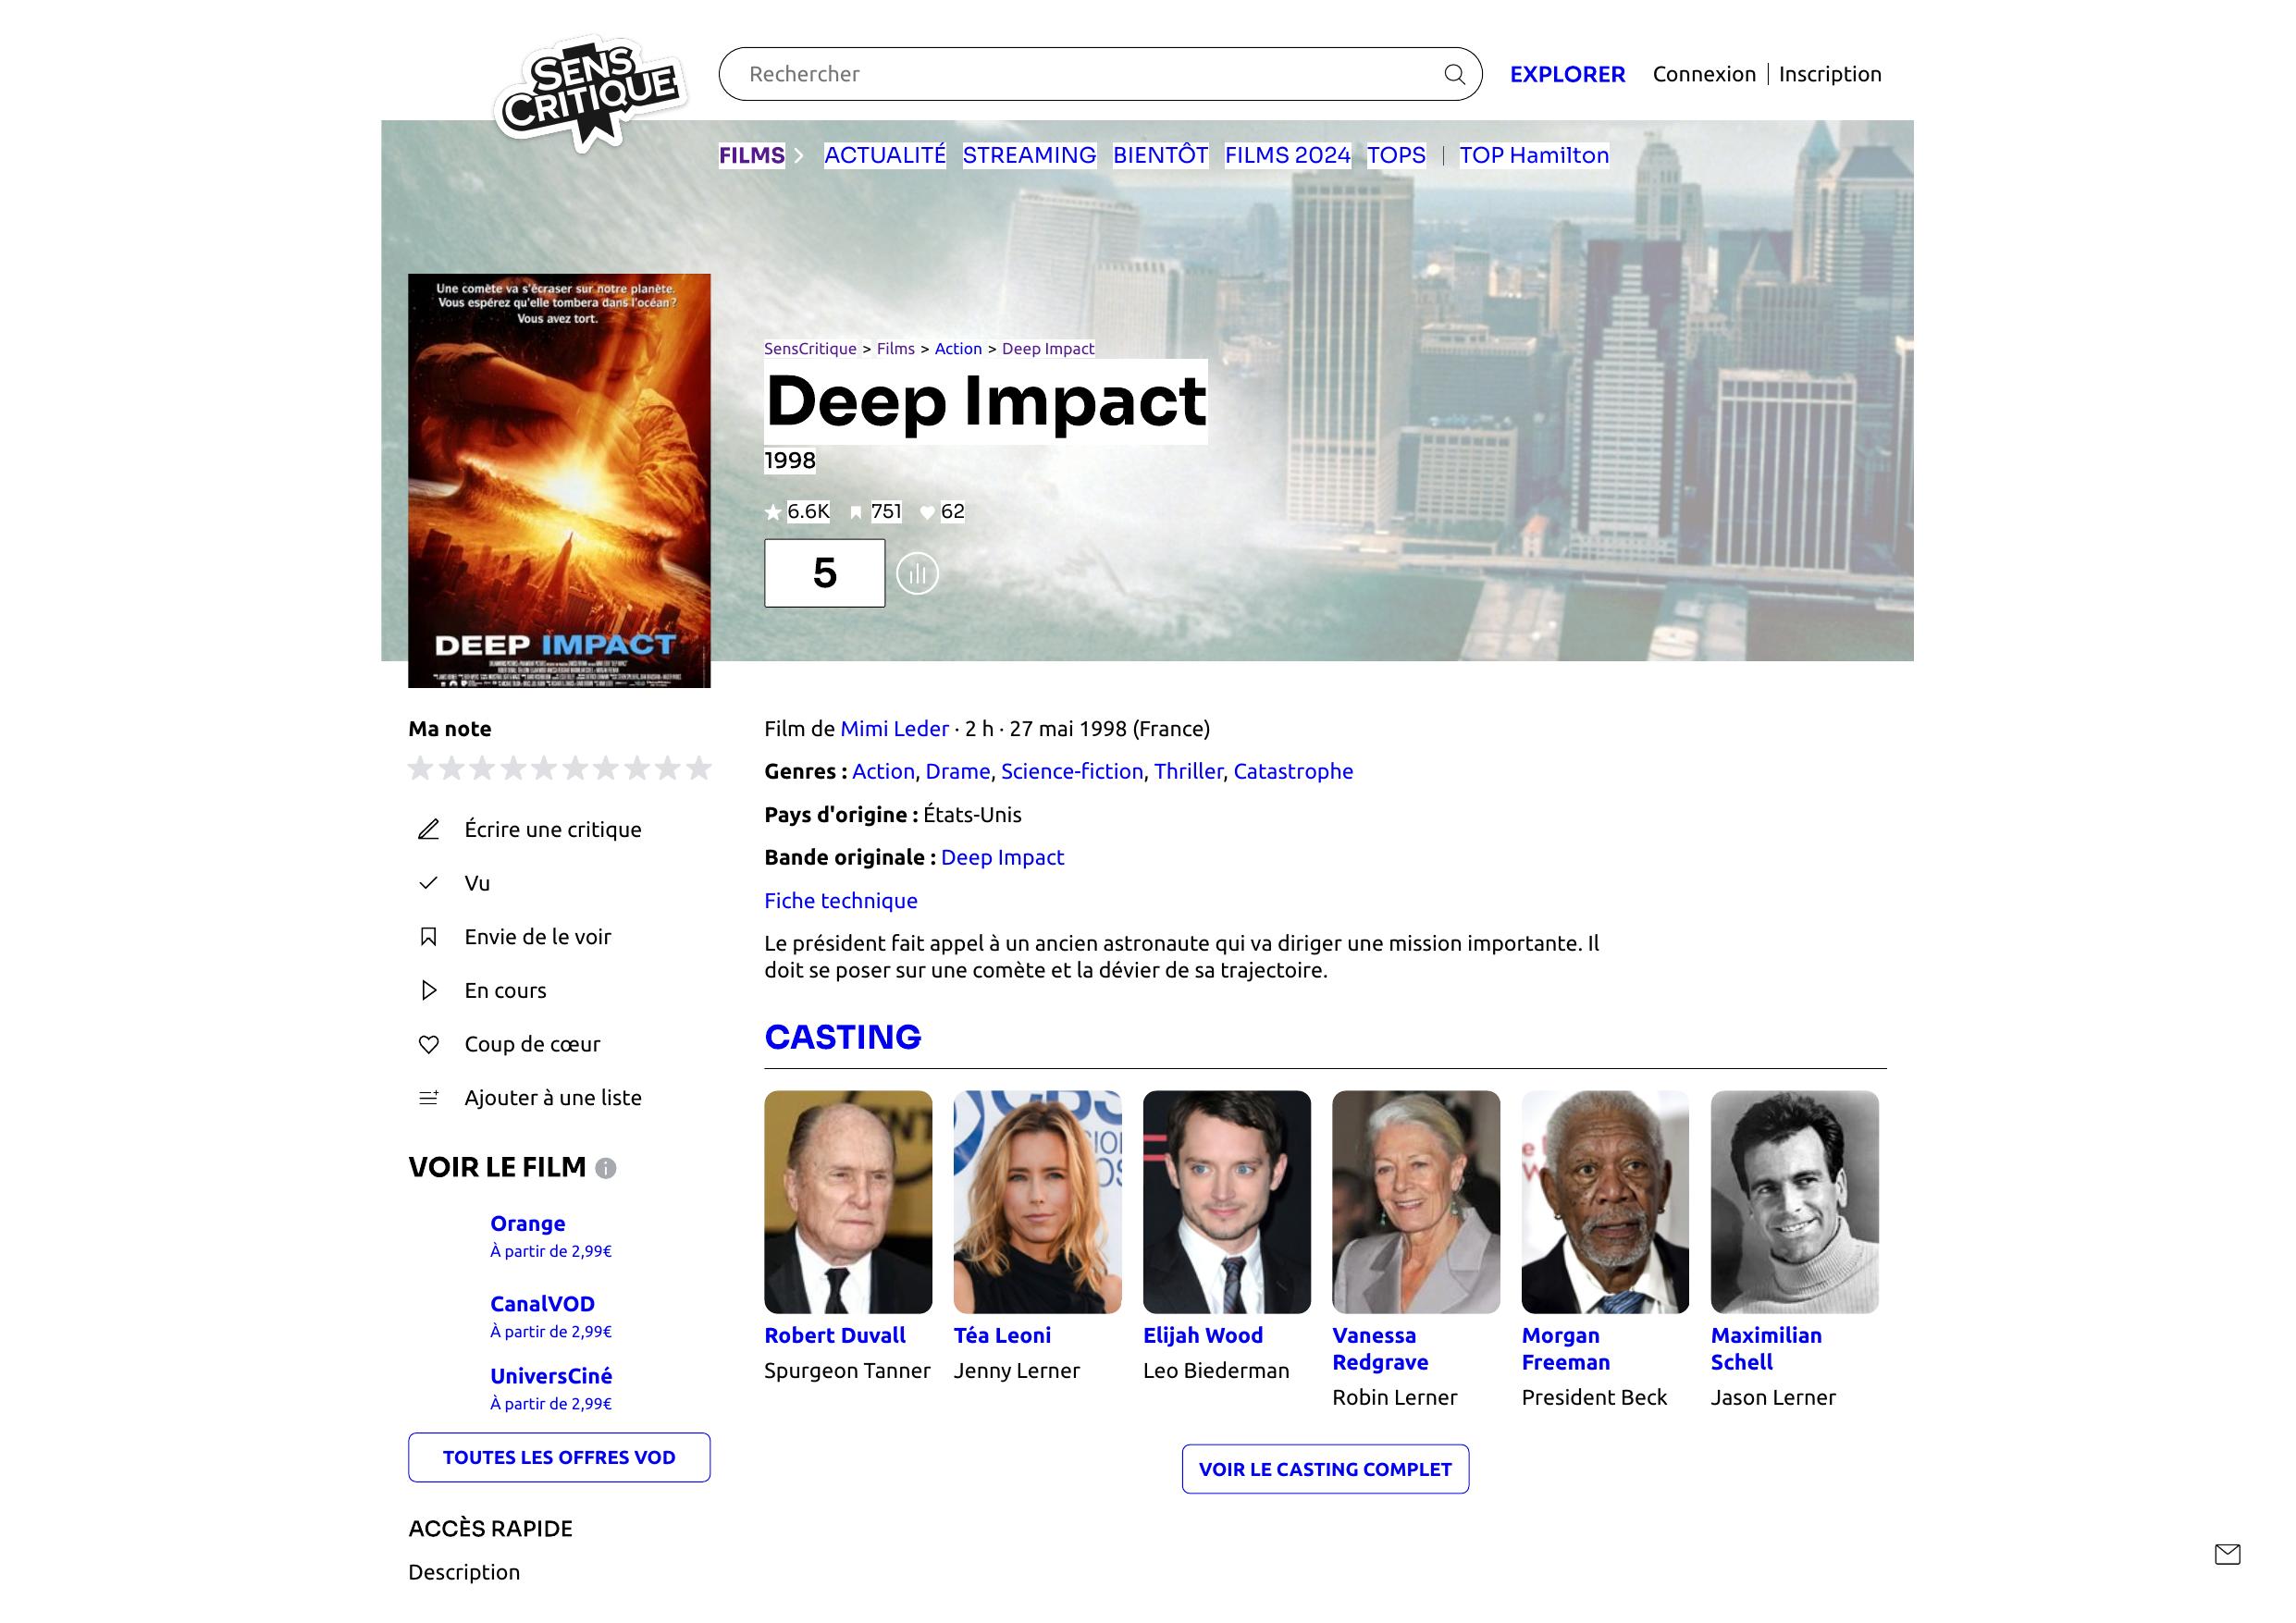 SENS
CRITIQUE
Rechercher
EXPLORER
Connexion | Inscription
FILMS > ACTUALITÉ STREAMING BIENTÔT FILMS 2024 TOPS | TOP Hamilton
Une comète va s'écraser sur notre planète.
Vous espérez qu'elle tombera dans l'océan?
Vous avez tort.
DEEP IMPACT
SensCritique > Films > Action > Deep Impact
Deep Impact
1998
6.6K 751 62
5
Ma note
Écrire une critique
Vu
Envie de le voir
En cours
Coup de cœur
Ajouter à une liste
VOIR LE FILM
Orange
À partir de 2,99€
CanalVOD
À partir de 2,99€
UniversCiné
À partir de 2,99€
TOUTES LES OFFRES VOD
ACCÈS RAPIDE
Description
Film de Mimi Leder · 2 h · 27 mai 1998 (France)
Genres : Action, Drame, Science-fiction, Thriller, Catastrophe
Pays d'origine : États-Unis
Bande originale : Deep Impact
Fiche technique
Le président fait appel à un ancien astronaute qui va diriger une mission importante. Il
doit se poser sur une comète et la dévier de sa trajectoire.
CASTING
CBS
Robert Duvall
Spurgeon Tanner
Téa Leoni
Jenny Lerner
Elijah Wood
Leo Biederman
Vanessa
Redgrave
Robin Lerner
Morgan
Freeman
President Beck
Maximilian
Schell
Jason Lerner
VOIR LE CASTING COMPLET